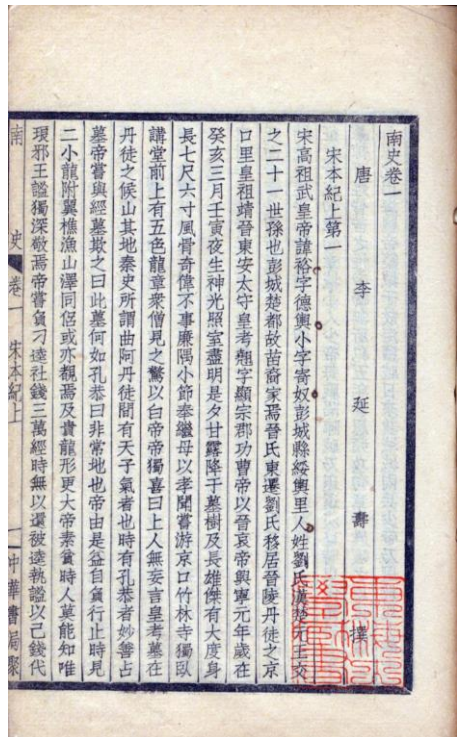 南史卷一
唐 李 延 壽 撰
宋本紀上第一
宋高祖武皇帝諱裕字德輿小字寄奴彭城縣綏輿里人姓劉氏漢楚元王交
之二十一世孫也彭城楚都故苗裔家焉晉氏東遷劉氏移居晉陵丹徒之京
口里皇祖靖晉東安太守皇考翹字顯宗郡功曹帝以晉哀帝興寧元年歲在
癸亥三月壬寅夜生神光照室盡明是夕甘露降于墓樹及長雄傑有大度身
長七尺六寸風骨奇偉不事廉隅小節奉繼母以孝聞嘗游京口竹林寺獨臥
講堂前上有五色龍章衆僧見之驚以白帝帝獨喜曰上人無妄言皇考墓在
丹徒之候山其地秦史所謂曲阿丹徒間有天子氣者也時有孔恭者妙善占
墓帝嘗與經墓欺之曰此墓何如孔恭曰非常地也帝由是益自負行止時見
二小龍附翼樵漁山澤同侶或亦覩焉及貴龍形更大帝素貧時人莫能知唯
琅邪王謐獨深敬焉帝嘗負刁逵社錢三萬經時無以還被逵執謐以己錢代
南 史 卷一 宋本紀上
中華書局聚